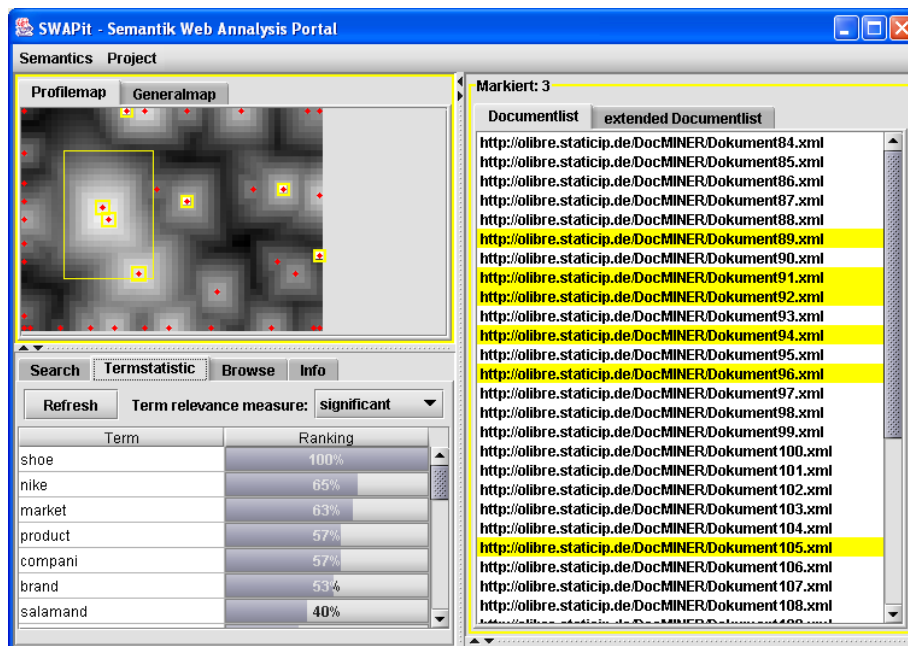 SWAPit - Semantik Web Annalysis Portal
Semantics Project
Profilemap Generalmap
Search Termstatistic Browse Info
Refresh Term relevance measure: significant
Term Ranking
shoe 100%
nike 65%
market 63%
product 57%
compani 57%
brand 53%
salamand 40%
Markiert: 3
Documentlist extended Documentlist
http://olibre.staticip.de/DocMINER/Dokument84.xml
http://olibre.staticip.de/DocMINER/Dokument85.xml
http://olibre.staticip.de/DocMINER/Dokument86.xml
http://olibre.staticip.de/DocMINER/Dokument87.xml
http://olibre.staticip.de/DocMINER/Dokument88.xml
http://olibre.staticip.de/DocMINER/Dokument89.xml
http://olibre.staticip.de/DocMINER/Dokument90.xml
http://olibre.staticip.de/DocMINER/Dokument91.xml
http://olibre.staticip.de/DocMINER/Dokument92.xml
http://olibre.staticip.de/DocMINER/Dokument93.xml
http://olibre.staticip.de/DocMINER/Dokument94.xml
http://olibre.staticip.de/DocMINER/Dokument95.xml
http://olibre.staticip.de/DocMINER/Dokument96.xml
http://olibre.staticip.de/DocMINER/Dokument97.xml
http://olibre.staticip.de/DocMINER/Dokument98.xml
http://olibre.staticip.de/DocMINER/Dokument99.xml
http://olibre.staticip.de/DocMINER/Dokument100.xml
http://olibre.staticip.de/DocMINER/Dokument101.xml
http://olibre.staticip.de/DocMINER/Dokument102.xml
http://olibre.staticip.de/DocMINER/Dokument103.xml
http://olibre.staticip.de/DocMINER/Dokument104.xml
http://olibre.staticip.de/DocMINER/Dokument105.xml
http://olibre.staticip.de/DocMINER/Dokument106.xml
http://olibre.staticip.de/DocMINER/Dokument107.xml
http://olibre.staticip.de/DocMINER/Dokument108.xml